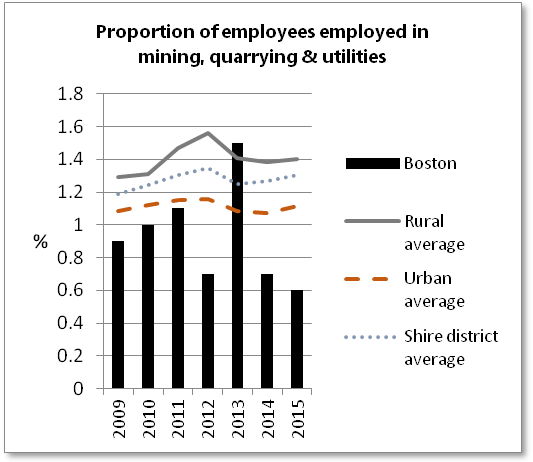 Proportion of employees employed in
mining, quarrying & utilities
1.8
1.6
1.4
1.2
1
0.8
0.6
0.4
0.2
0
%
2009
2010
2011
2012
2013
2014
2015
Boston
Rural
average
Urban
average
Shire district
average